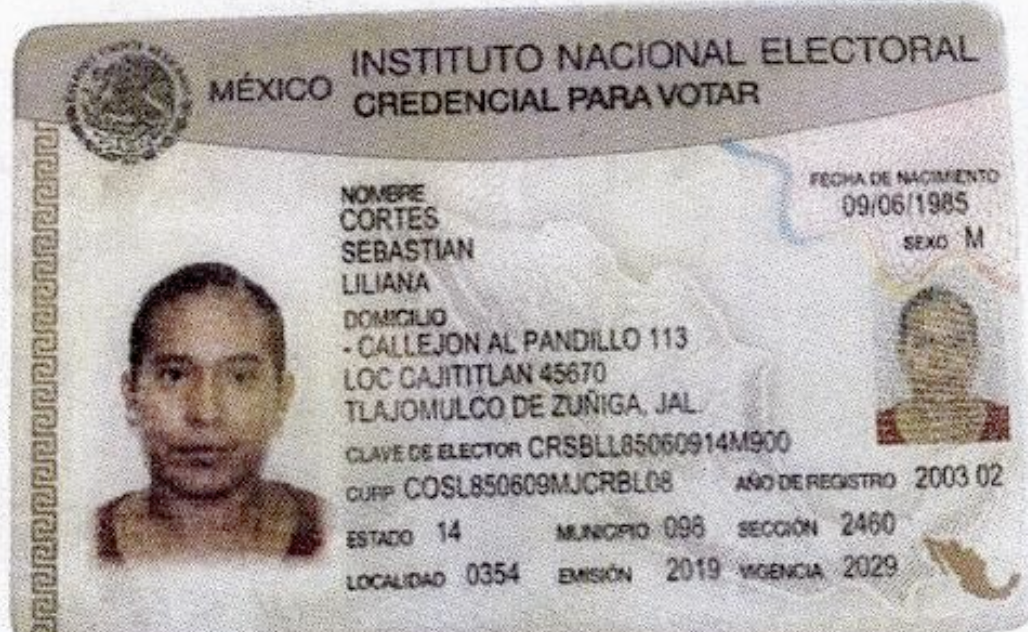 MÉXICO
INSTITUTO NACIONAL ELECTORAL
CREDENCIAL PARA VOTAR
NOMBRE
CORTES
SEBASTIAN
LILIANA
FECHA DE NACIMIENTO
09/06/1985
SEXO M
DOMICILIO
- CALLEJON AL PANDILLO 113
LOC CAJITITLAN 45670
TLAJOMULCO DE ZUÑIGA, JAL.
CLAVE DE ELECTOR CRSBLL85060914M900
CURP COSL850609MJCRBL08
AÑO DE REGISTRO 2003 02
ESTADO 14 MUNICIPIO 098 SECCIÓN 2460
LOCALIDAD 0354 EMISIÓN 2019 VIGENCIA 2029